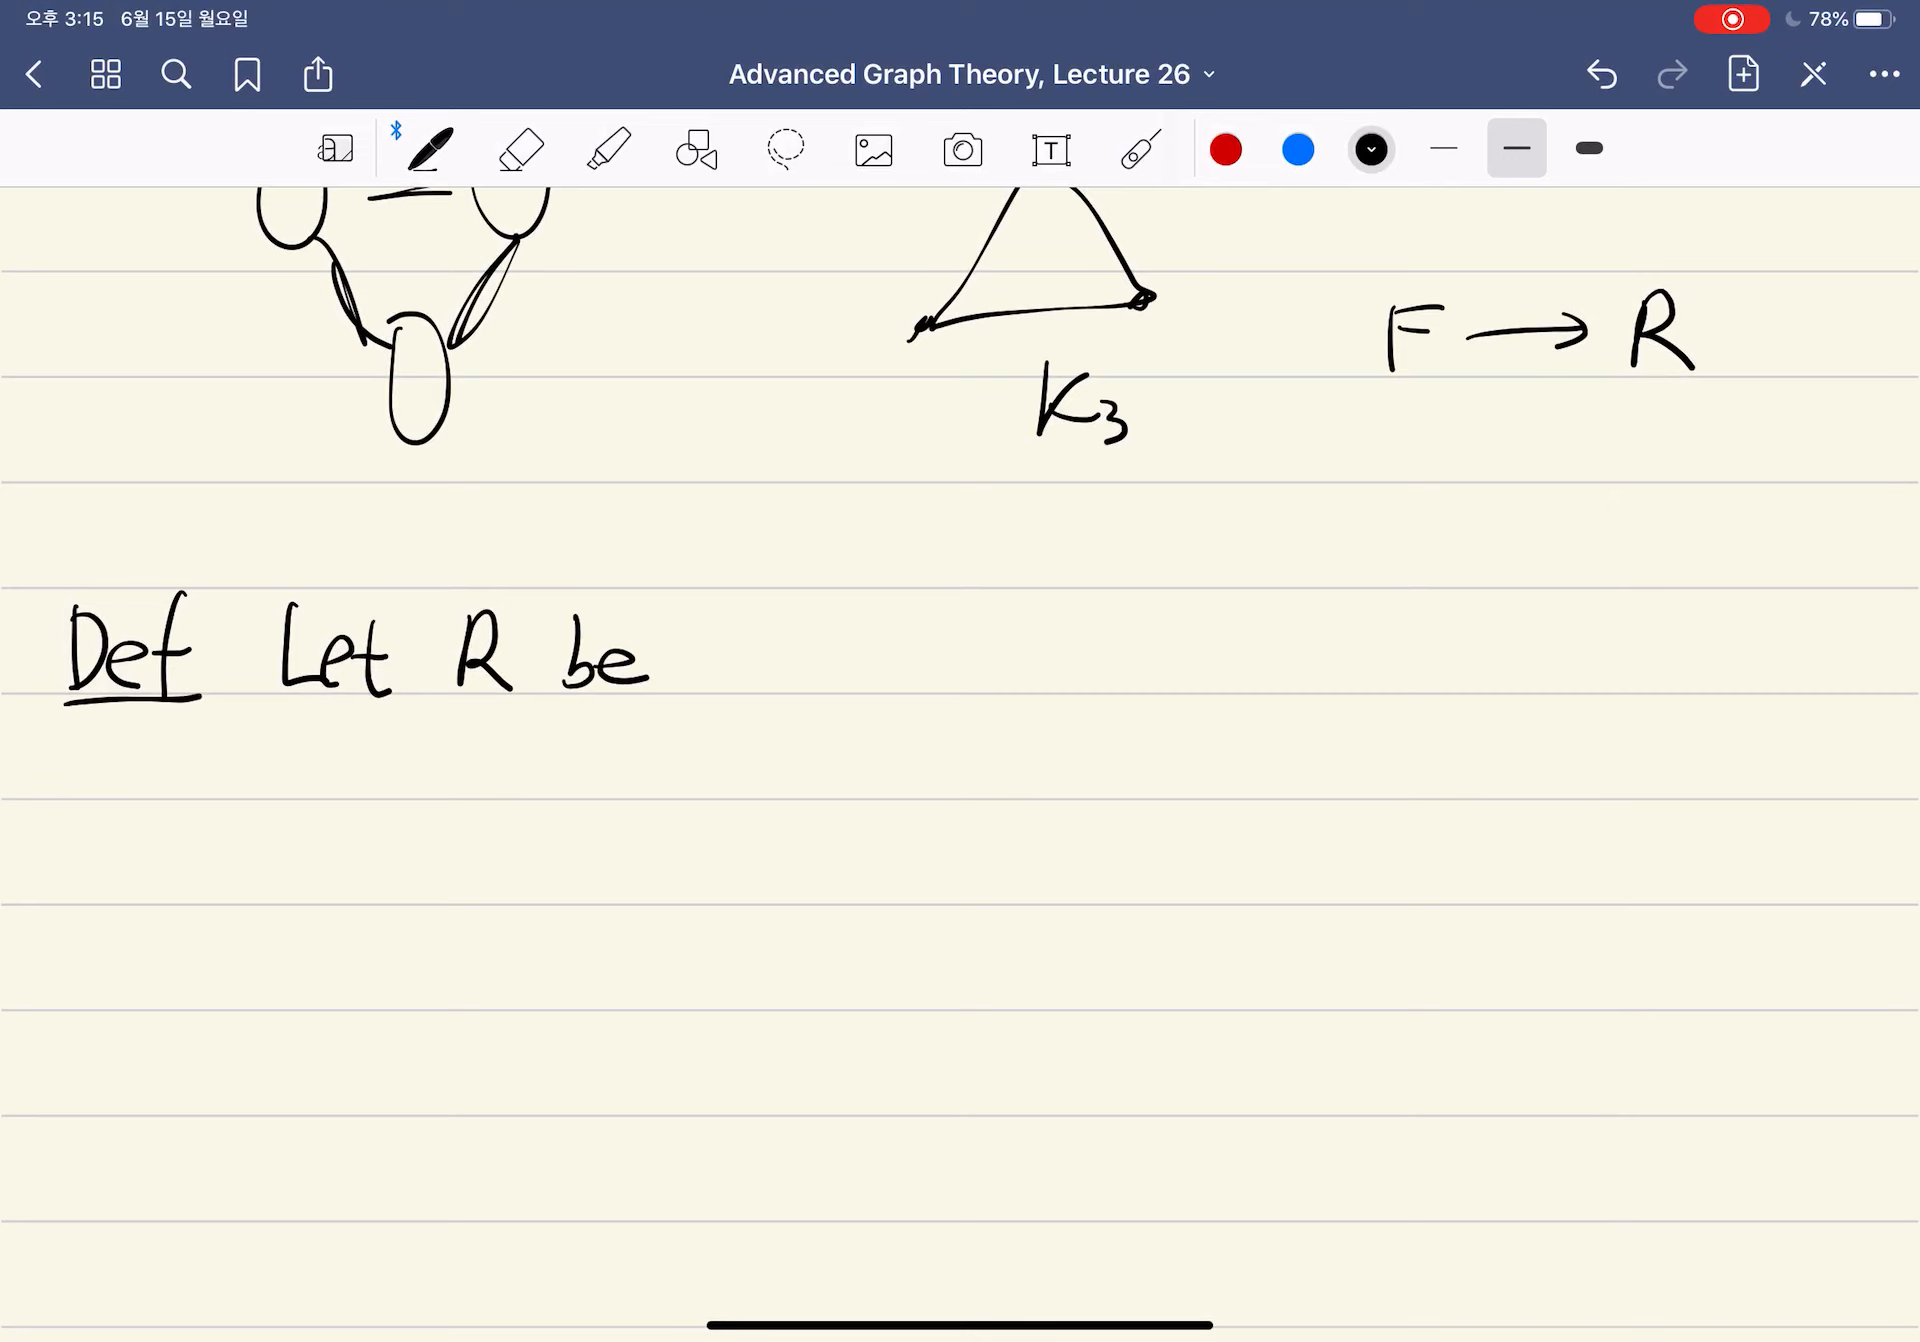 오후 3:15 6월 15일 월요일
78%
Advanced Graph Theory, Lecture 26
F → R
K₃
Def Let R be